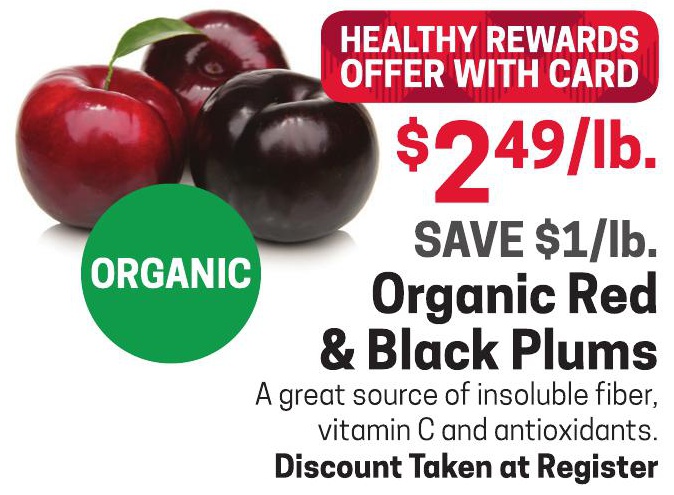 HEALTHY REWARDS
OFFER WITH CARD
$2 49/lb.
SAVE $1/lb.
ORGANIC
Organic Red
& Black Plums
A great source of insoluble fiber,
vitamin C and antioxidants.
Discount Taken at Register